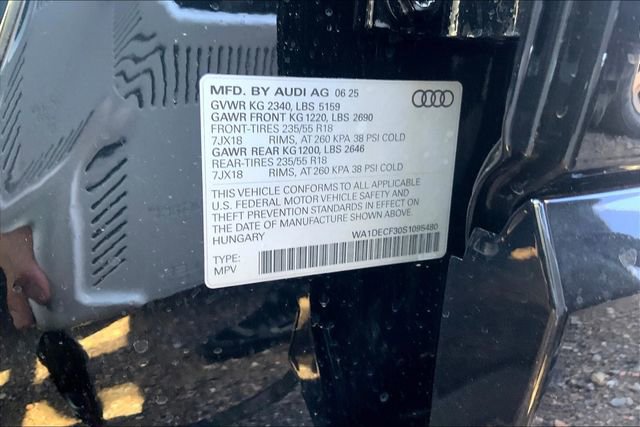 MFD. BY AUDI AG 06 25
GVWR KG 2340, LBS 5159
GAWR FRONT KG1220, LBS 2690
FRONT-TIRES 235/55 R18
7JX18 RIMS, AT 260 KPA 38 PSI COLD
GAWR REAR KG1200, LBS 2646
REAR-TIRES 235/55 R18
7JX18 RIMS, AT 260 KPA 38 PSI COLD
THIS VEHICLE CONFORMS TO ALL APPLICABLE
U.S. FEDERAL MOTOR VEHICLE SAFETY AND
THEFT PREVENTION STANDARDS IN EFFECT ON
THE DATE OF MANUFACTURE SHOWN ABOVE.
HUNGARY WA1DECF30S1095480
TYPE:
MPV